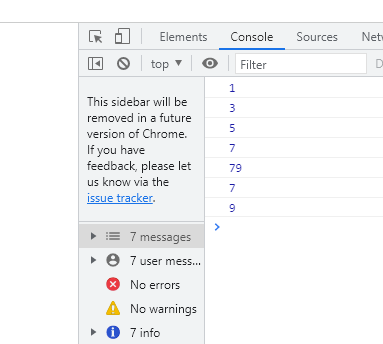 Elements Console Sources Netw
top Filter D
This sidebar will be
removed in a future
version of Chrome.
If you have
feedback, please let
us know via the
issue tracker.
7 messages
7 user mess...
No errors
No warnings
7 info
1
3
5
7
79
7
9